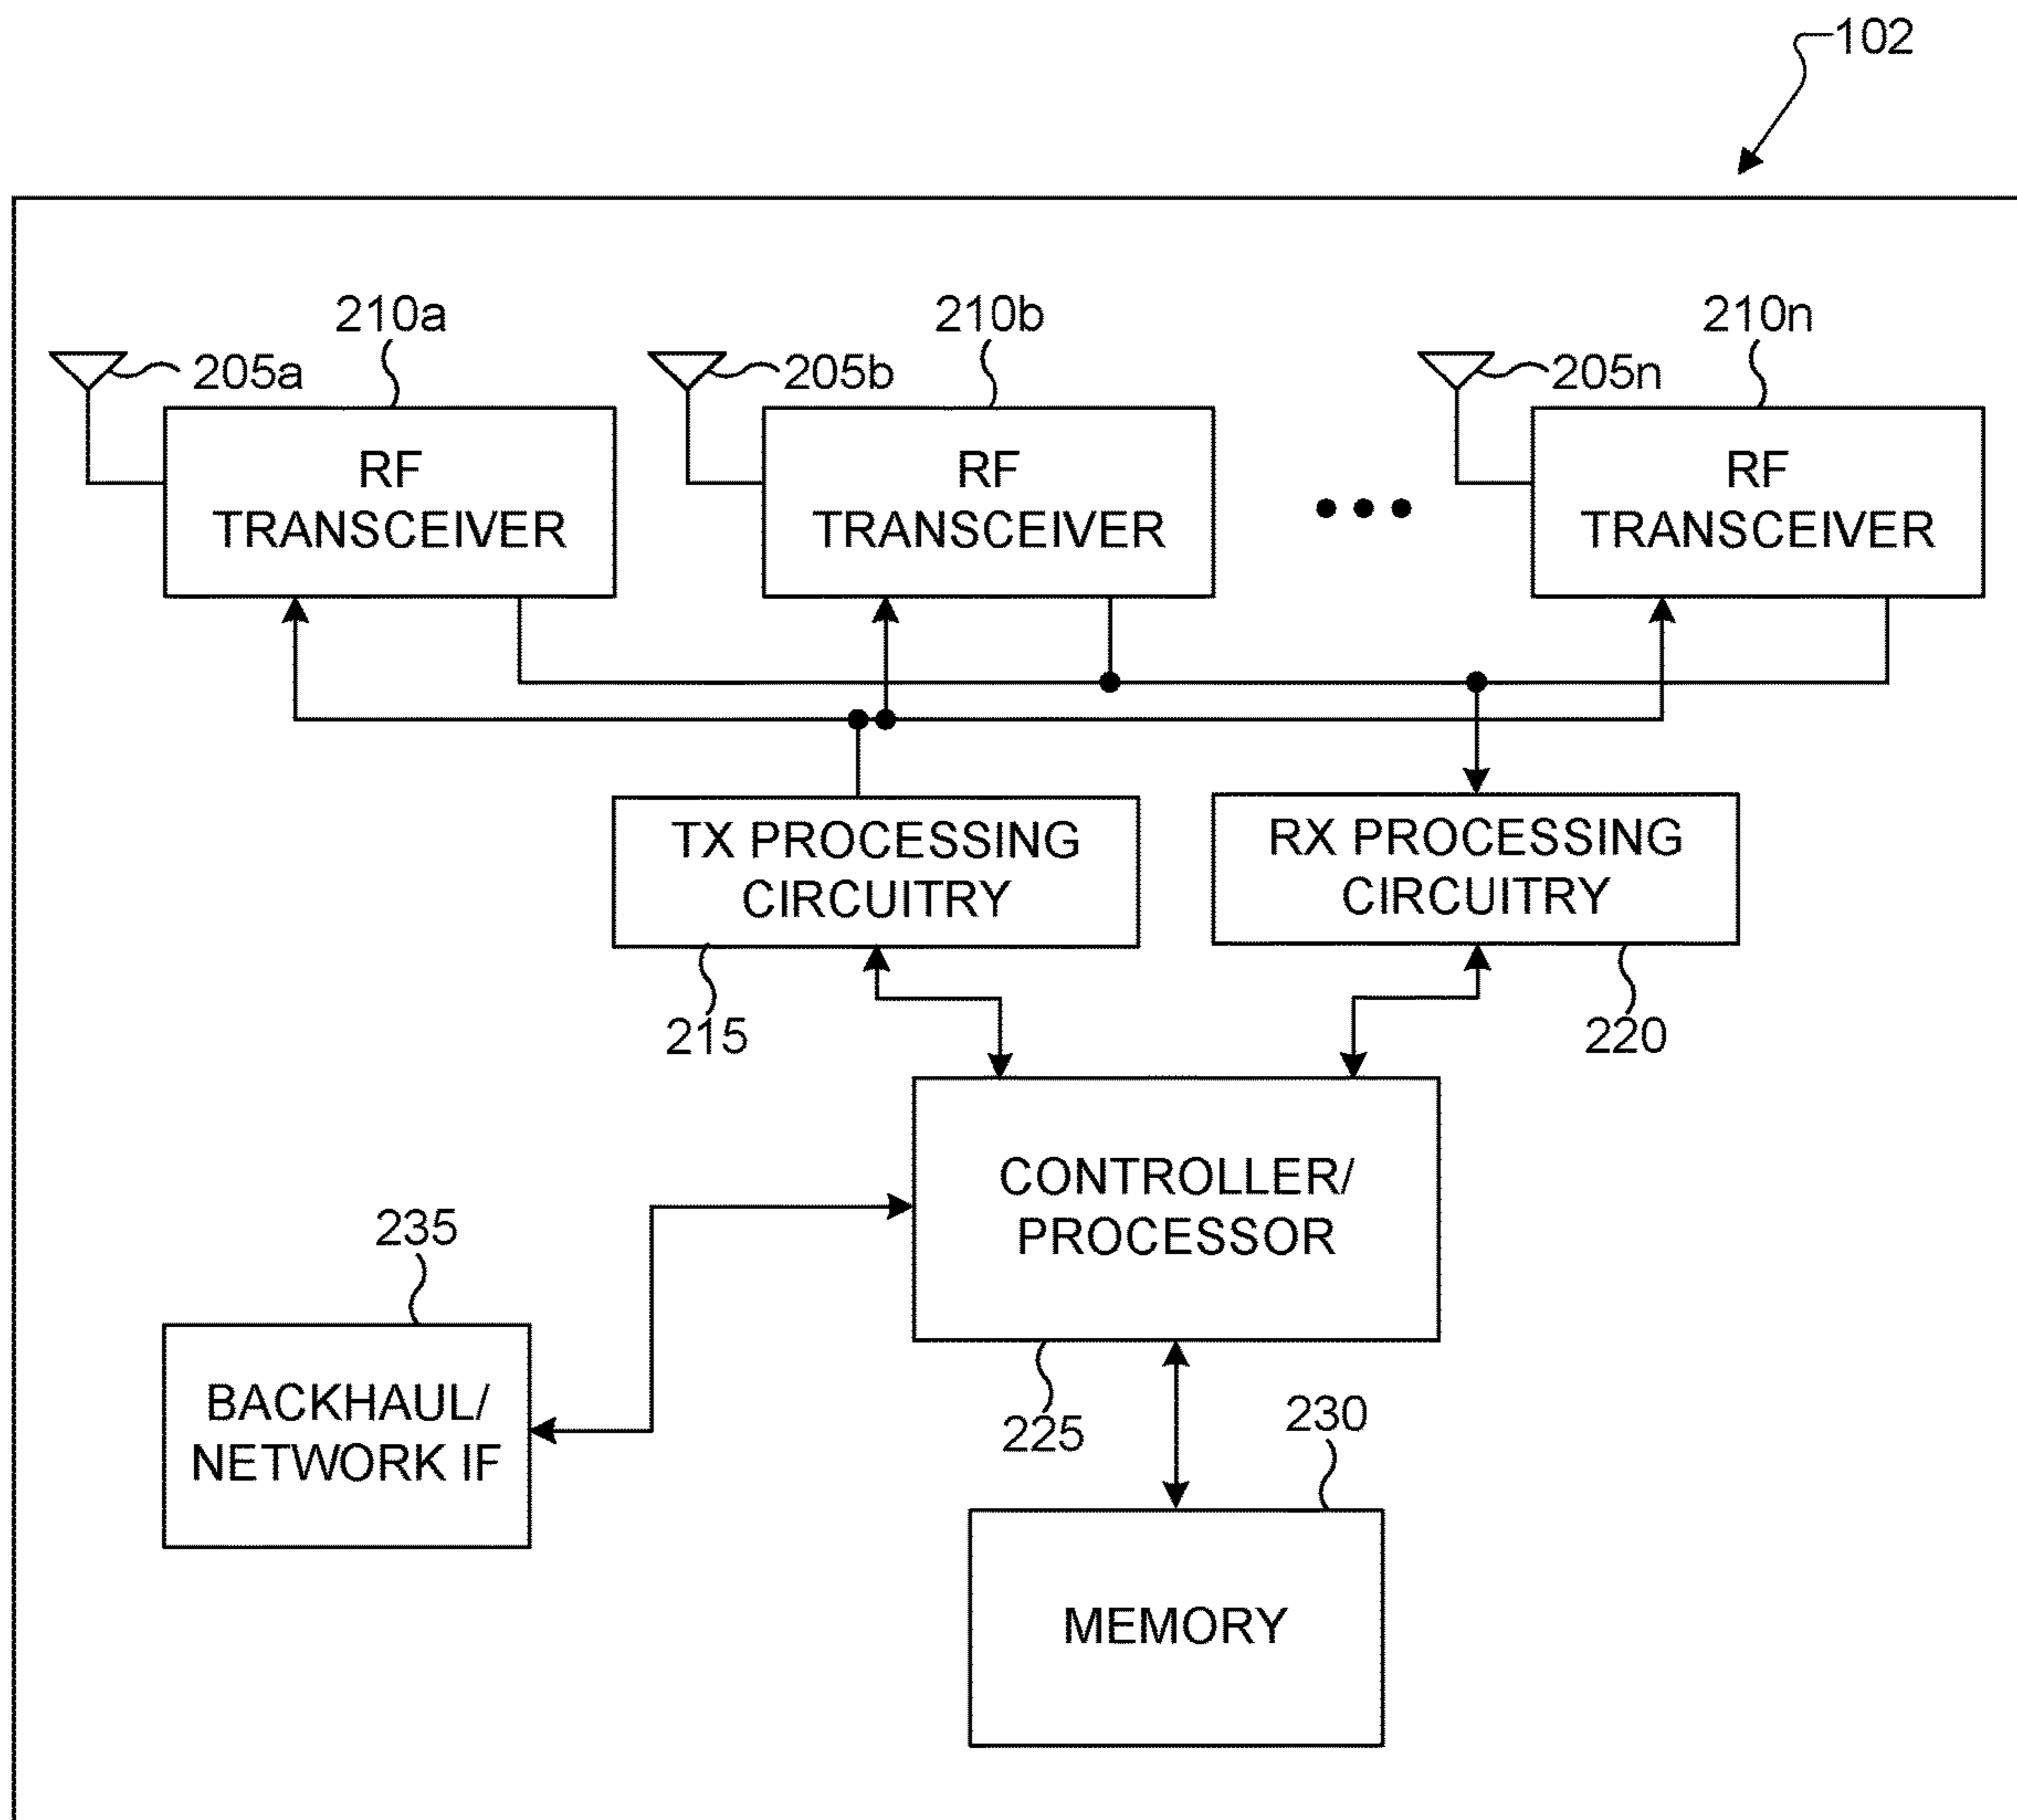 102
210a
210b
210n
205a
205b
205n
RF
TRANSCEIVER
RF
TRANSCEIVER
RF
TRANSCEIVER
TX PROCESSING
CIRCUITRY
RX PROCESSING
CIRCUITRY
215
220
CONTROLLER/
PROCESSOR
235
BACKHAUL/
NETWORK IF
225
230
MEMORY